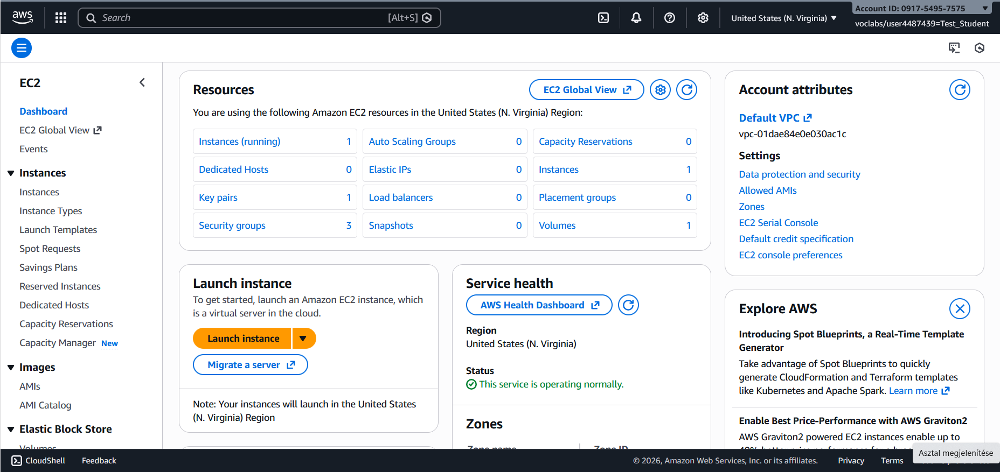 aws
Search
[Alt+S]
United States (N. Virginia)
Account ID: 0917-5495-7575
voclabs/user4487439=Test_Student
EC2
Dashboard
EC2 Global View
Events
Instances
Instances
Instance Types
Launch Templates
Spot Requests
Savings Plans
Reserved Instances
Dedicated Hosts
Capacity Reservations
Capacity Manager New
Images
AMIs
AMI Catalog
Elastic Block Store
Volumes
Resources
EC2 Global View
You are using the following Amazon EC2 resources in the United States (N. Virginia) Region:
Instances (running) 1
Auto Scaling Groups 0
Capacity Reservations 0
Dedicated Hosts 0
Elastic IPs 0
Instances 1
Key pairs 1
Load balancers 0
Placement groups 0
Security groups 3
Snapshots 0
Volumes 1
Launch instance
To get started, launch an Amazon EC2 instance, which
is a virtual server in the cloud.
Launch instance
Migrate a server
Note: Your instances will launch in the United States
(N. Virginia) Region
Service health
AWS Health Dashboard
Region
United States (N. Virginia)
Status
This service is operating normally.
Zones
Zone name
Zone ID
Account attributes
Default VPC
vpc-01dae84e0e030ac1c
Settings
Data protection and security
Allowed AMIs
Zones
EC2 Serial Console
Default credit specification
EC2 console preferences
Explore AWS
Introducing Spot Blueprints, a Real-Time Template
Generator
Take advantage of Spot Blueprints to quickly
generate CloudFormation and Terraform templates
like Kubernetes and Apache Spark. Learn more
Enable Best Price-Performance with AWS Graviton2
AWS Graviton2 powered EC2 instances enable up to
CloudShell
Feedback
© 2026, Amazon Web Services, Inc. or its affiliates.
Privacy
Terms
Asztal megjelenítése